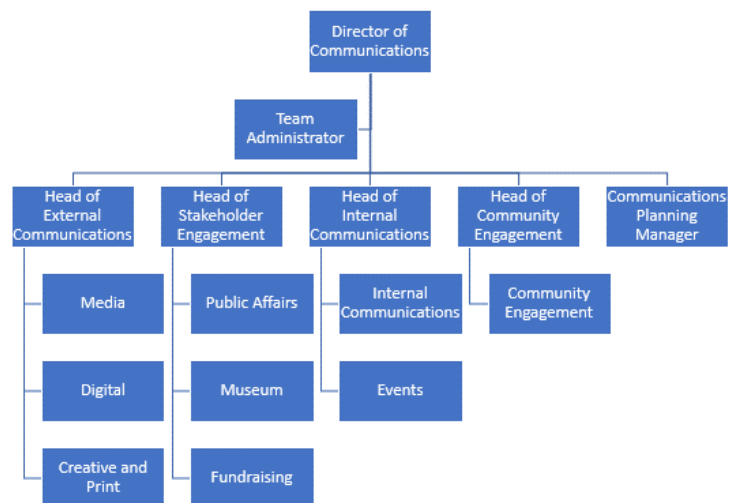 Director of
Communications
Team
Administrator
Head of
External
Communications
Head of
Stakeholder
Engagement
Head of
Internal
Communications
Head of
Community
Engagement
Communications
Planning
Manager
Media
Public Affairs
Internal
Communications
Community
Engagement
Digital
Museum
Events
Creative and
Print
Fundraising